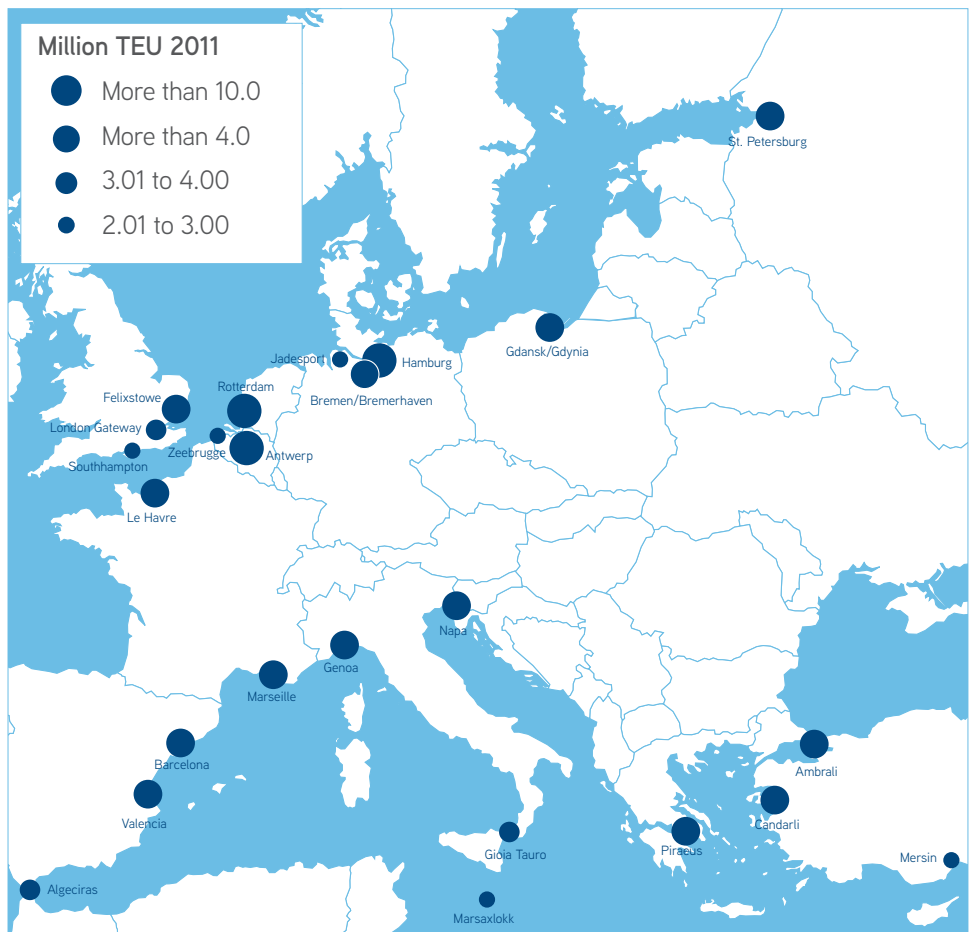 Million TEU 2011
More than 10.0
More than 4.0
3.01 to 4.00
2.01 to 3.00
St. Petersburg
Gdansk/Gdynia
Jadesport
Hamburg
Bremen/Bremerhaven
Rotterdam
Felixstowe
London Gateway
Zeebrugge
Antwerp
Southhampton
Le Havre
Napa
Genoa
Marseille
Barcelona
Ambrali
Valencia
Candarli
Piraeus
Gioia Tauro
Mersin
Algeciras
Marsaxlokk